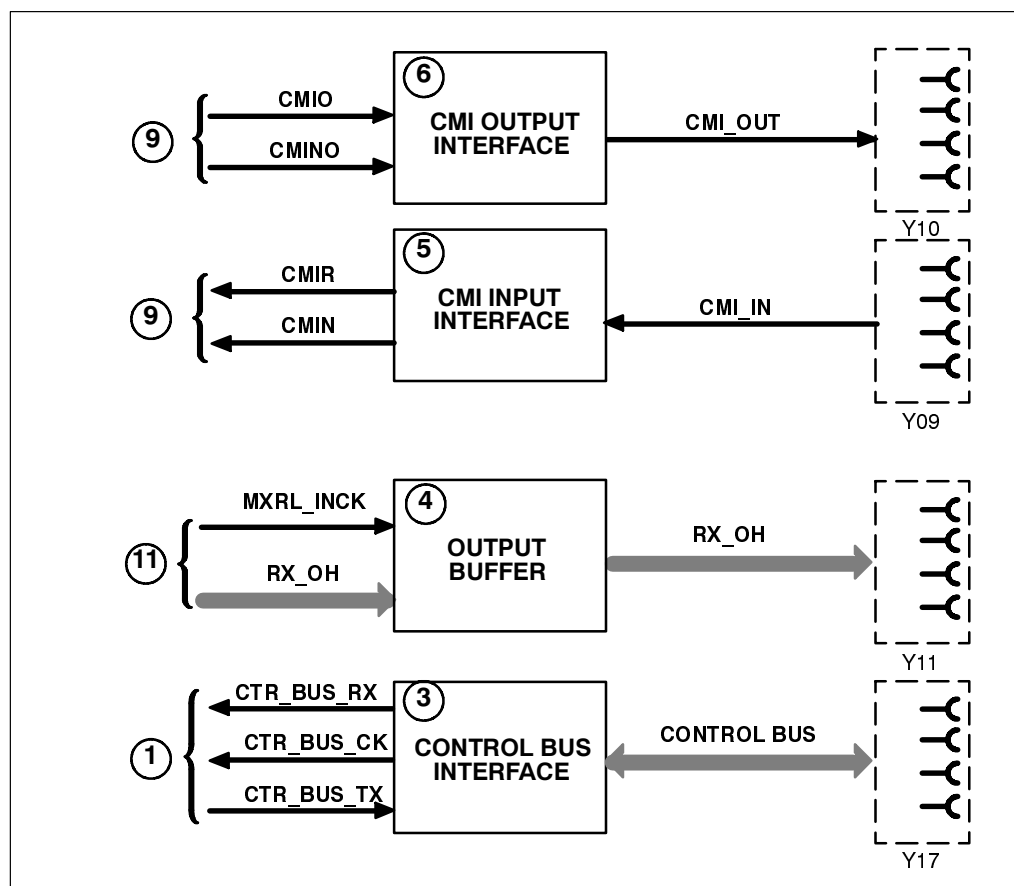 6
CMIO
CMI OUTPUT
INTERFACE
CMI_OUT
9
CMINO
Y10
5
CMIR
CMI INPUT
INTERFACE
CMI_IN
9
CMIN
Y09
4
MXRL_INCK
OUTPUT
BUFFER
RX_OH
11
RX_OH
Y11
3
CTR_BUS_RX
CTR_BUS_CK
CONTROL BUS
INTERFACE
CONTROL BUS
1
CTR_BUS_TX
Y17